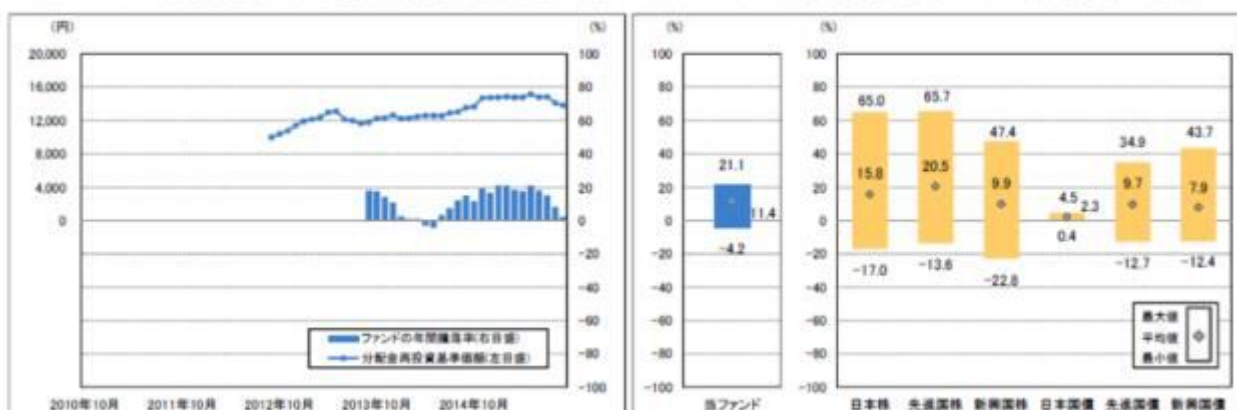 (円) (%)
20,000 100
16,000 80
12,000 60
8,000 40
4,000 20
0 0
-20
-40
-60
-80
-100
ファンドの年間騰落率(右目盛)
分配金再投資基準価額(左目盛)
2010年10月 2011年10月 2012年10月 2013年10月 2014年10月
(%) (%)
100 100
80 80
60 60
40 40
20 20
0 0
-20 -20
-40 -40
-60 -60
-80 -80
-100 -100
21.1
11.4
-4.2
65.0 65.7 47.4 4.5 34.9 43.7
15.8 20.5 9.9 2.3 9.7 7.9
-17.0 -13.6 -22.8 0.4 -12.7 -12.4
最大値
平均値
最小値
当ファンド 日本株 先進国株 新興国株 日本国債 先進国債 新興国債